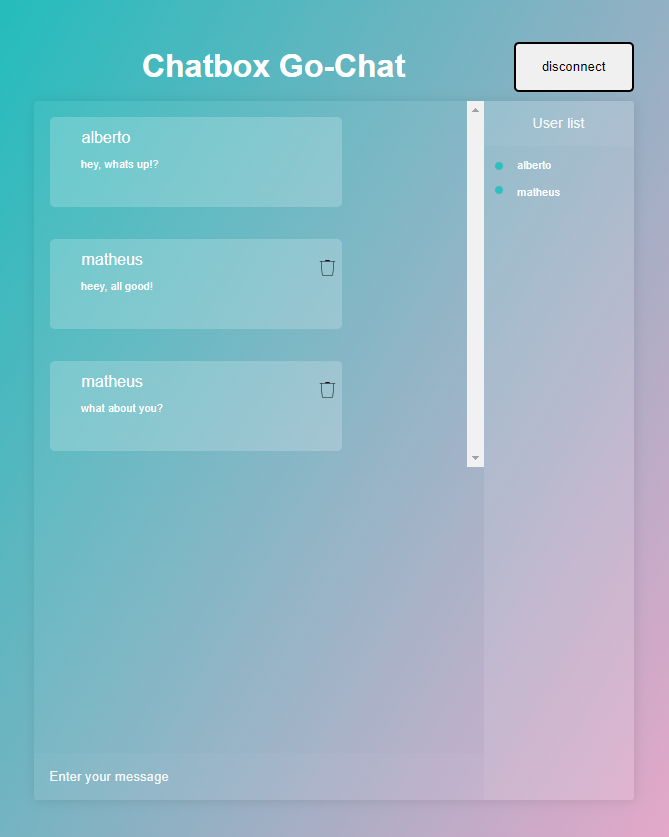 Chatbox Go-Chat
disconnect
alberto
hey, whats up!?
matheus
heey, all good!
matheus
what about you?
User list
alberto
matheus
Enter your message